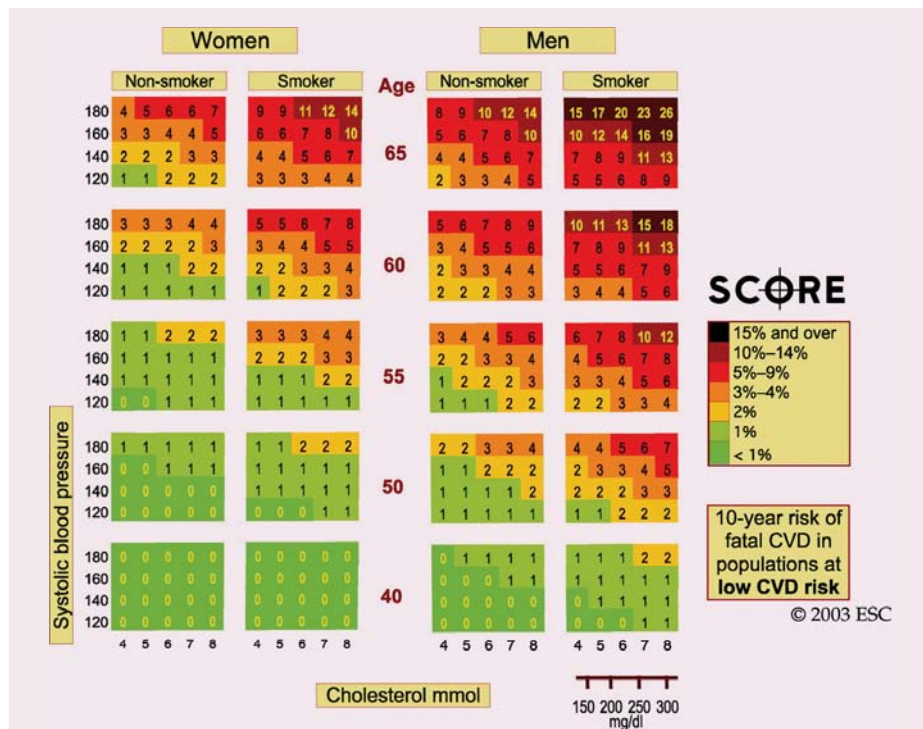 Women Men
Non-smoker Smoker Age Non-smoker Smoker
180 4 5 6 6 7 9 9 11 12 14 8 9 10 12 14 15 17 20 23 26
160 3 3 4 4 5 6 6 7 8 10 5 6 7 8 10 10 12 14 16 19
65
140 2 2 2 3 3 4 4 5 6 7 4 4 5 6 7 7 8 9 11 13
120 1 1 2 2 2 3 3 3 4 4 2 3 3 4 5 5 5 6 8 9
180 3 3 3 4 4 5 5 6 7 8 5 6 7 8 9 10 11 13 15 18
160 2 2 2 2 3 3 4 4 5 5 3 4 5 5 6 7 8 9 11 13
60
140 1 1 1 2 2 2 2 3 3 4 2 3 3 4 4 5 5 6 7 9
120 1 1 1 1 1 1 2 2 2 3 2 2 2 3 3 3 4 4 5 6
180 1 1 2 2 2 3 3 3 4 4 3 4 4 5 6 6 7 8 10 12
160 1 1 1 1 1 2 2 2 3 3 2 2 3 3 4 4 5 6 7 8
55
140 1 1 1 1 1 1 1 1 2 2 1 2 2 2 3 3 3 4 5 6
120 0 0 1 1 1 1 1 1 1 1 1 1 1 2 2 2 2 3 3 4
180 1 1 1 1 1 1 1 2 2 2 2 2 3 3 4 4 4 5 6 7
160 0 0 1 1 1 1 1 1 1 1 1 1 2 2 2 2 3 3 4 5
50
140 0 0 0 0 0 1 1 1 1 1 1 1 1 1 2 2 2 2 3 3
120 0 0 0 0 0 0 0 0 1 1 1 1 1 1 1 1 1 2 2 2
180 0 0 0 0 0 0 0 0 0 0 0 1 1 1 1 1 1 1 2 2
160 0 0 0 0 0 0 0 0 0 0 0 0 0 1 1 1 1 1 1 1
40
140 0 0 0 0 0 0 0 0 0 0 0 0 0 0 0 0 1 1 1 1
120 0 0 0 0 0 0 0 0 0 0 0 0 0 0 0 0 0 0 1 1
4 5 6 7 8 4 5 6 7 8 4 5 6 7 8 4 5 6 7 8
Systolic blood pressure
Cholesterol mmol
150 200 250 300
mg/dl
SCORE
15% and over
10%–14%
5%–9%
3%–4%
2%
1%
< 1%
10-year risk of
fatal CVD in
populations at
low CVD risk
© 2003 ESC